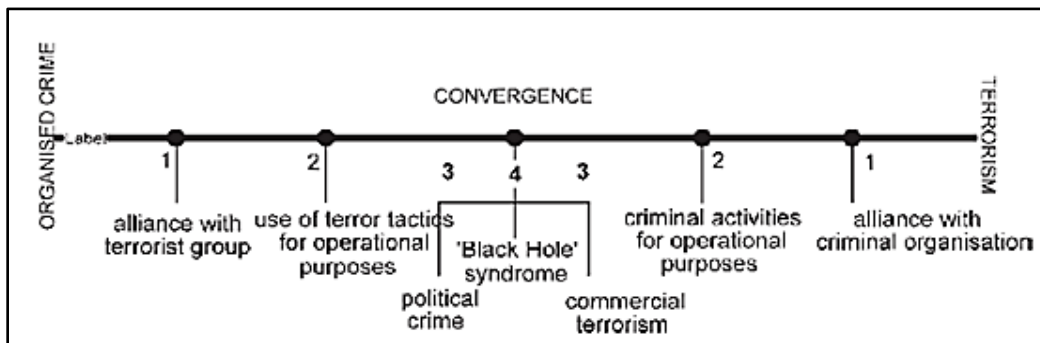 ORGANISED CRIME
Label
CONVERGENCE
TERRORISM
1
2
3
4
3
2
1
alliance with
terrorist group
use of terror tactics
for operational
purposes
'Black Hole'
syndrome
criminal activities
for operational
purposes
alliance with
criminal organisation
political
crime
commercial
terrorism